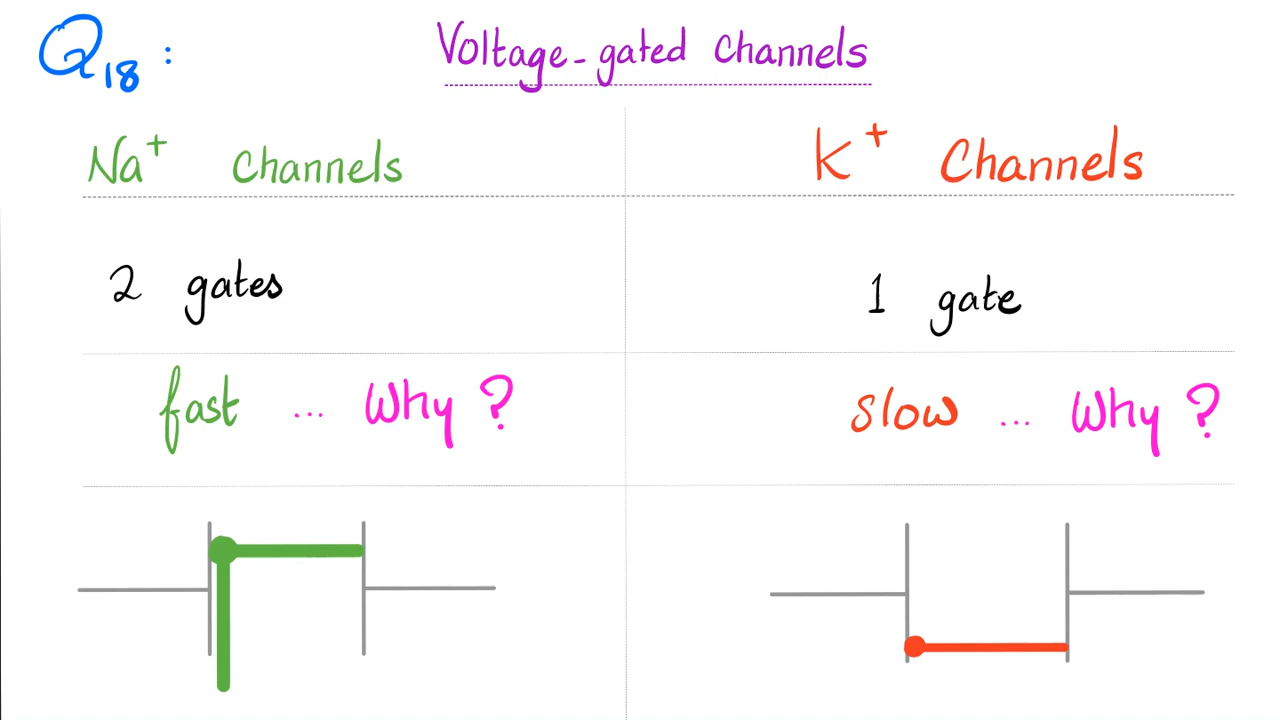 Q18:
Voltage-gated Channels
Na+ Channels
K+ Channels
2 gates
1 gate
fast ... Why?
slow ... Why?